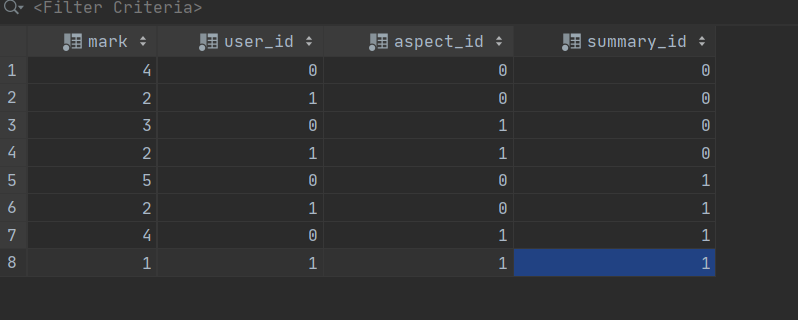 <Filter Criteria>
mark user_id aspect_id summary_id
1 4 0 0 0
2 2 1 0 0
3 3 0 1 0
4 2 1 1 0
5 5 0 0 1
6 2 1 0 1
7 4 0 1 1
8 1 1 1 1